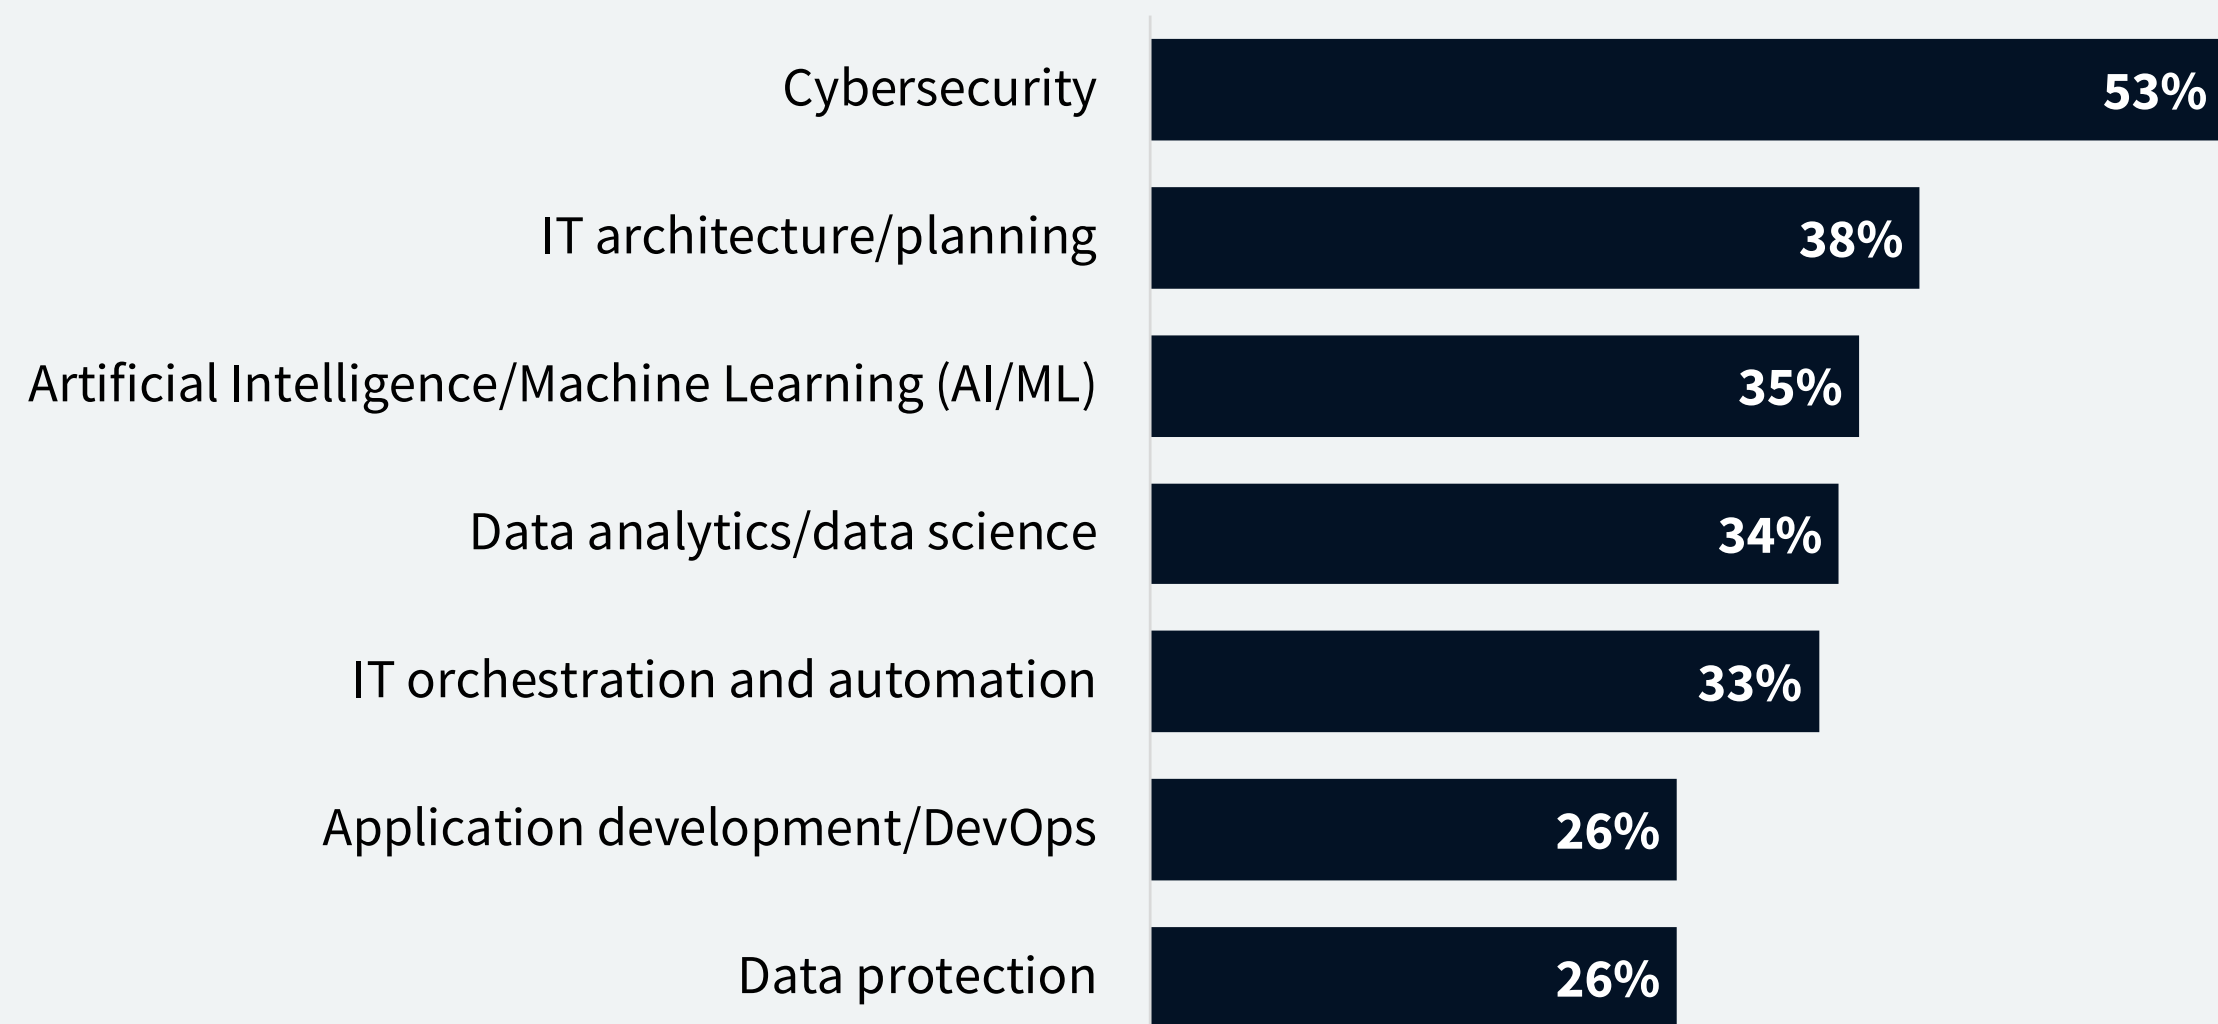 Cybersecurity 53%
IT architecture/planning 38%
Artificial Intelligence/Machine Learning (AI/ML) 35%
Data analytics/data science 34%
IT orchestration and automation 33%
Application development/DevOps 26%
Data protection 26%